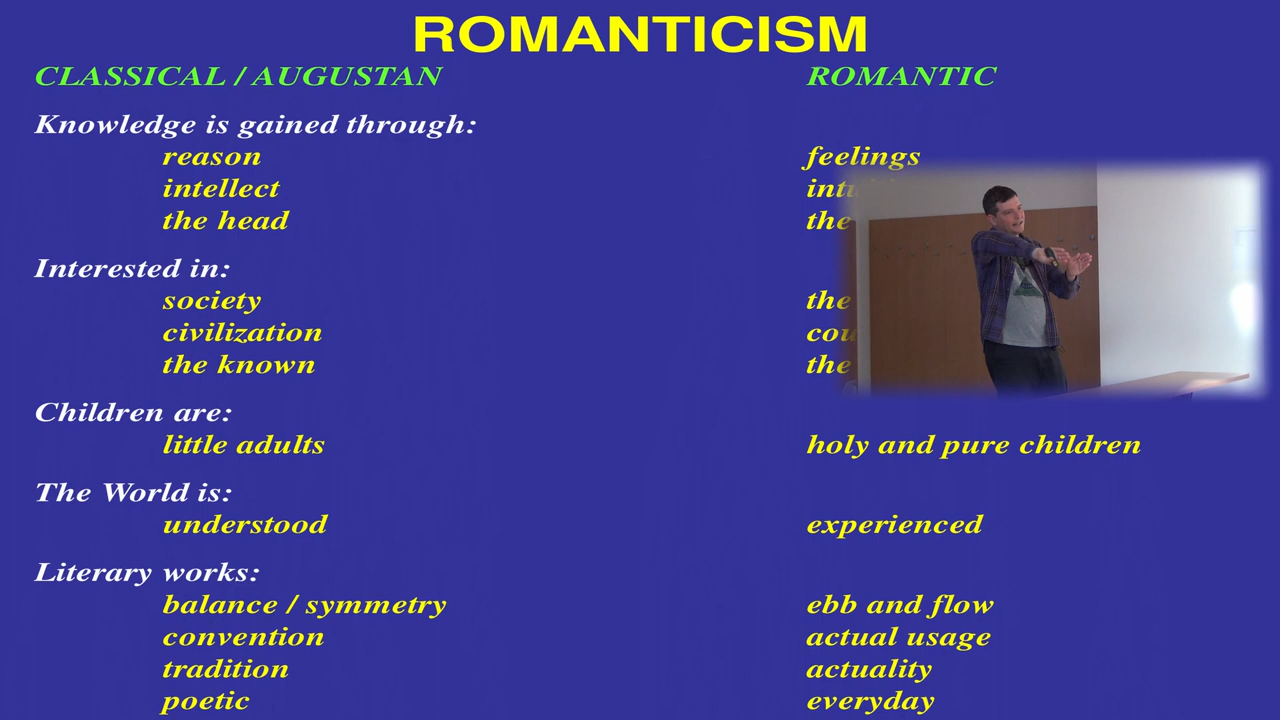 ROMANTICISM
CLASSICAL / AUGUSTAN ROMANTIC
Knowledge is gained through:
reason feelings
intellect
the head the
Interested in:
society the
civilization
the known the
Children are:
little adults holy and pure children
The World is:
understood experienced
Literary works:
balance / symmetry ebb and flow
convention actual usage
tradition actuality
poetic everyday